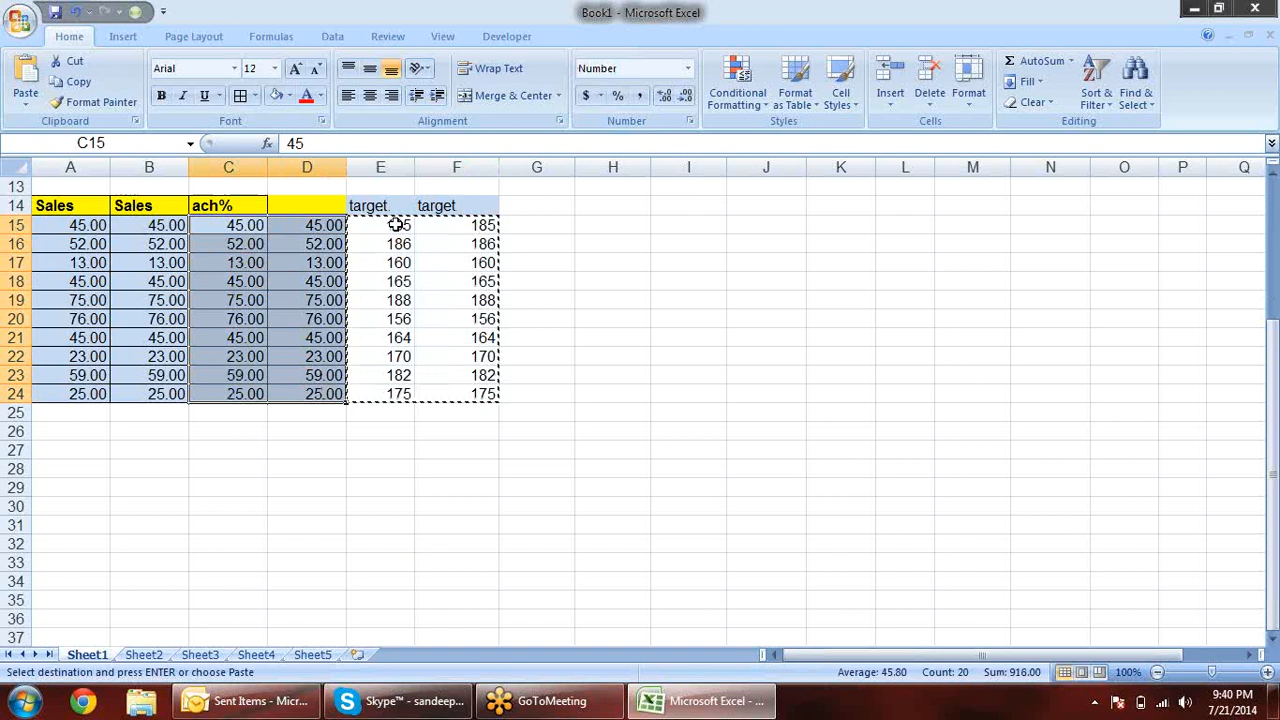 Book1 - Microsoft Excel
Home Insert Page Layout Formulas Data Review View Developer
Paste
Cut
Copy
Format Painter
Clipboard
Arial 12
B I U
Font
Wrap Text
Merge & Center
Alignment
Number
$ % ,
Number
Conditional Formatting
Format as Table
Cell Styles
Styles
Insert Delete Format
Cells
AutoSum
Fill
Clear
Sort & Filter
Find & Select
Editing
C15 fx 45
A B C D E F G H I J K L M N O P Q
13
14 Sales Sales ach% target target
15 45.00 45.00 45.00 45.00 5 185
16 52.00 52.00 52.00 52.00 186 186
17 13.00 13.00 13.00 13.00 160 160
18 45.00 45.00 45.00 45.00 165 165
19 75.00 75.00 75.00 75.00 188 188
20 76.00 76.00 76.00 76.00 156 156
21 45.00 45.00 45.00 45.00 164 164
22 23.00 23.00 23.00 23.00 170 170
23 59.00 59.00 59.00 59.00 182 182
24 25.00 25.00 25.00 25.00 175 175
25
26
27
28
29
30
31
32
33
34
35
36
37
Sheet1 Sheet2 Sheet3 Sheet4 Sheet5
Select destination and press ENTER or choose Paste Average: 45.80 Count: 20 Sum: 916.00 100%
Sent Items - Micr... Skype™ - sandeep... GoToMeeting Microsoft Excel - ...
9:40 PM
7/21/2014